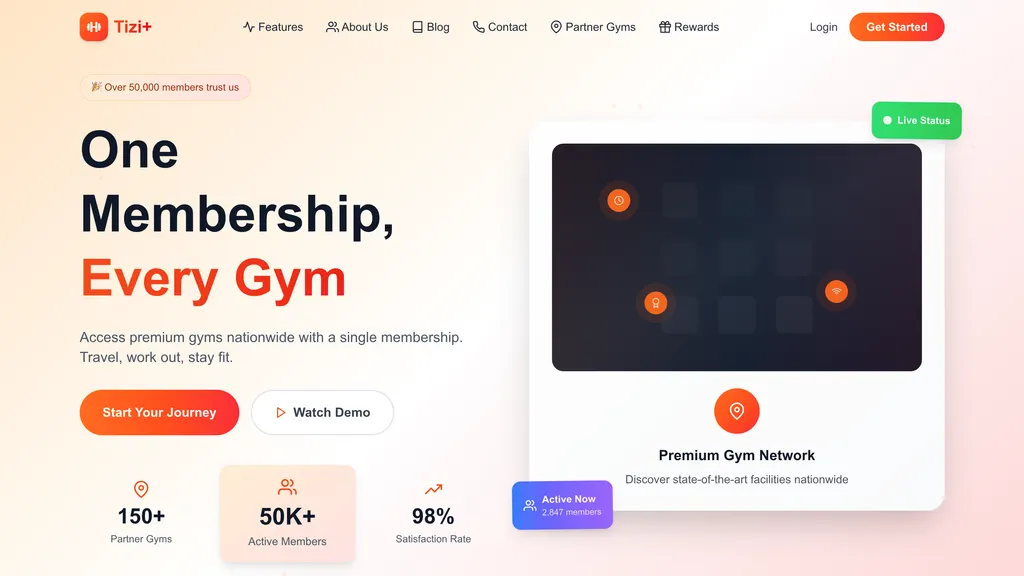 Tizi+
Features
About Us
Blog
Contact
Partner Gyms
Rewards
Login
Get Started
Over 50,000 members trust us
One
Membership,
Every Gym
Access premium gyms nationwide with a single membership.
Travel, work out, stay fit.
Start Your Journey
Watch Demo
150+
Partner Gyms
50K+
Active Members
98%
Satisfaction Rate
Live Status
Premium Gym Network
Discover state-of-the-art facilities nationwide
Active Now
2,847 members